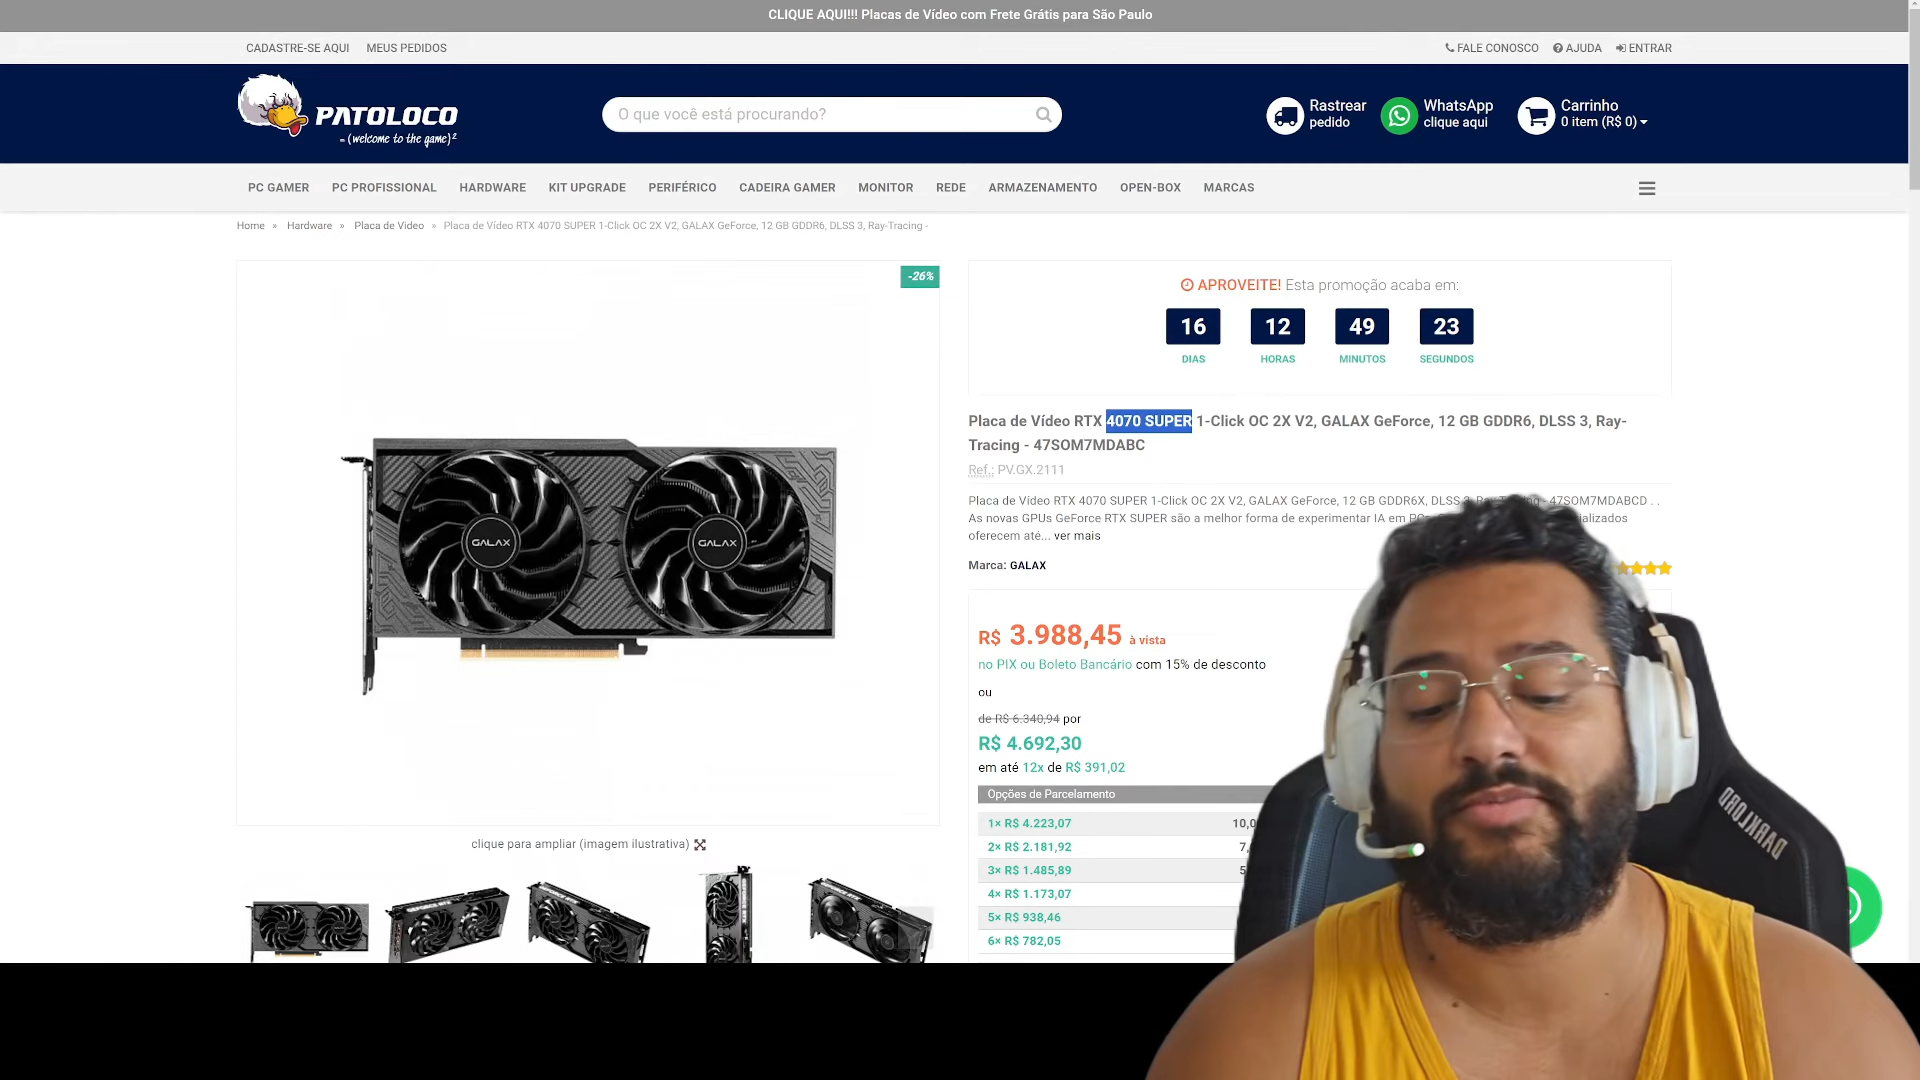 CLIQUE AQUI!!! Placas de Vídeo com Frete Grátis para São Paulo
CADASTRE-SE AQUI MEUS PEDIDOS
FALE CONOSCO AJUDA ENTRAR
PATOLOCO
-(welcome to the game)²
O que você está procurando?
Rastrear
pedido
WhatsApp
clique aqui
Carrinho
0 item (R$ 0)
PC GAMER PC PROFISSIONAL HARDWARE KIT UPGRADE PERIFÉRICO CADEIRA GAMER MONITOR REDE ARMAZENAMENTO OPEN-BOX MARCAS
Home » Hardware » Placa de Video » Placa de Vídeo RTX 4070 SUPER 1-Click OC 2X V2, GALAX GeForce, 12 GB GDDR6, DLSS 3, Ray-Tracing -
-26%
GALAX
GALAX
clique para ampliar (imagem ilustrativa)
APROVEITE! Esta promoção acaba em:
16 12 49 23
DIAS HORAS MINUTOS SEGUNDOS
Placa de Vídeo RTX 4070 SUPER 1-Click OC 2X V2, GALAX GeForce, 12 GB GDDR6, DLSS 3, Ray-
Tracing - 47SOM7MDABC
Ref.: PV.GX.2111
Placa de Vídeo RTX 4070 SUPER 1-Click OC 2X V2, GALAX GeForce, 12 GB GDDR6X, DLSS 3, Ray-Tracing - 47SOM7MDABCD . .
As novas GPUs GeForce RTX SUPER são a melhor forma de experimentar IA em
oferecem até... ver mais
Marca: GALAX
R$ 3.988,45 à vista
no PIX ou Boleto Bancário com 15% de desconto
ou
de R$ 6.340,94 por
R$ 4.692,30
em até 12x de R$ 391,02
Opções de Parcelamento
1× R$ 4.223,07 10,0
2× R$ 2.181,92 7,
3× R$ 1.485,89 5
4× R$ 1.173,07
5× R$ 938,46
6× R$ 782,05
DARKLORD